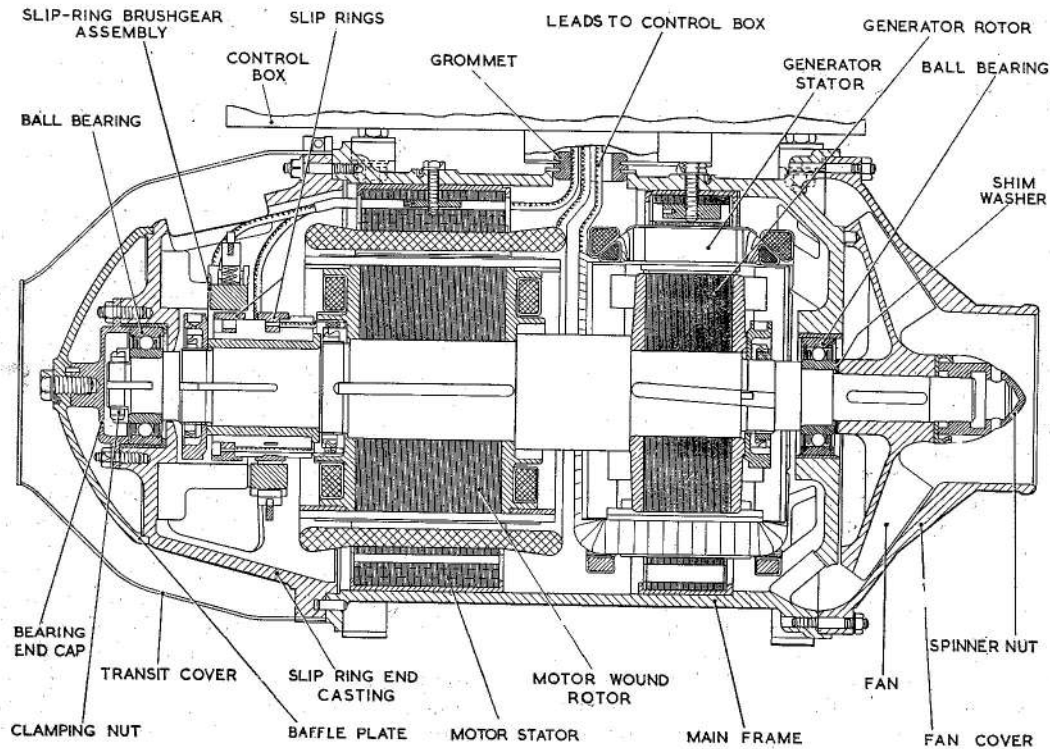 SLIP-RING BRUSHGEAR
ASSEMBLY
SLIP RINGS
LEADS TO CONTROL BOX
GENERATOR ROTOR
CONTROL
BOX
GROMMET
GENERATOR
STATOR
BALL BEARING
BALL BEARING
SHIM
WASHER
BEARING
END CAP
TRANSIT COVER
SLIP RING END
CASTING
MOTOR WOUND
ROTOR
FAN
SPINNER NUT
CLAMPING NUT
BAFFLE PLATE
MOTOR STATOR
MAIN FRAME
FAN COVER